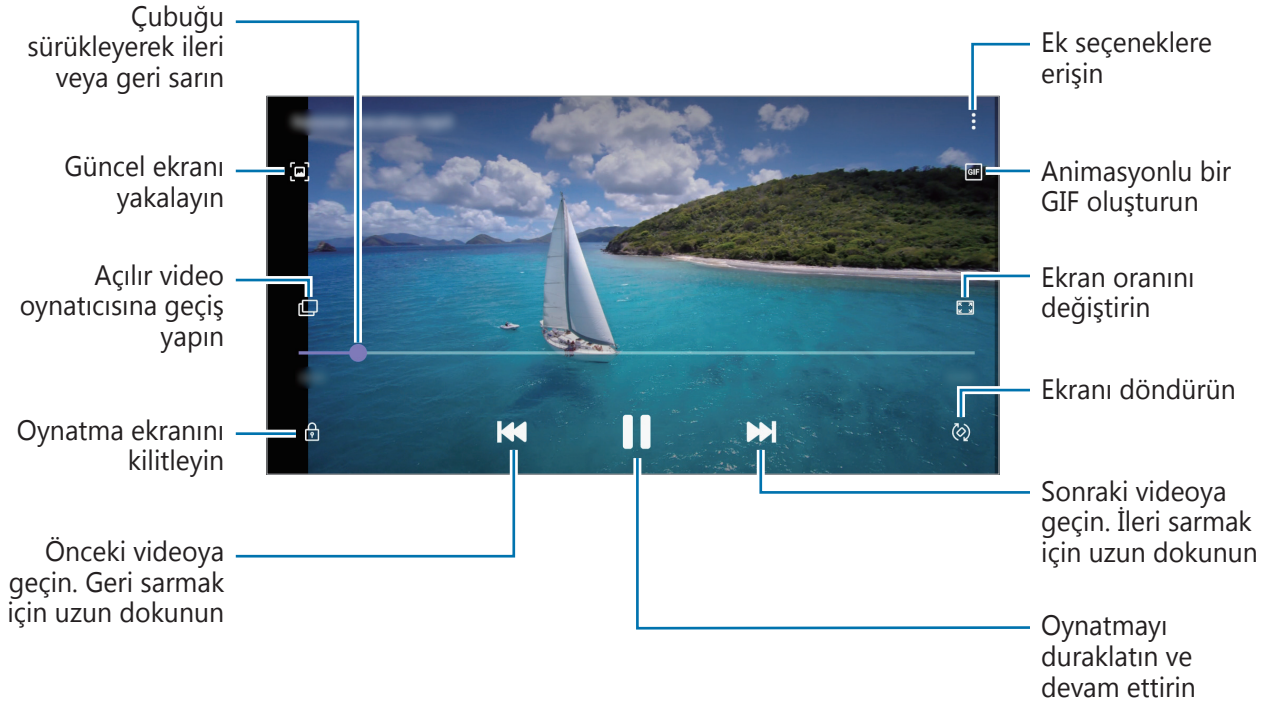 Çubuğu
sürükleyerek ileri
veya geri sarın
Güncel ekranı
yakalayın
Açılır video
oynatıcısına geçiş
yapın
Oynatma ekranını
kilitleyin
Önceki videoya
geçin. Geri sarmak
için uzun dokunun
Ek seçeneklere
erişin
GIF
Animasyonlu bir
GIF oluşturun
Ekran oranını
değiştirin
Ekranı döndürün
Sonraki videoya
geçin. İleri sarmak
için uzun dokunun
Oynatmayı
duraklatın ve
devam ettirin